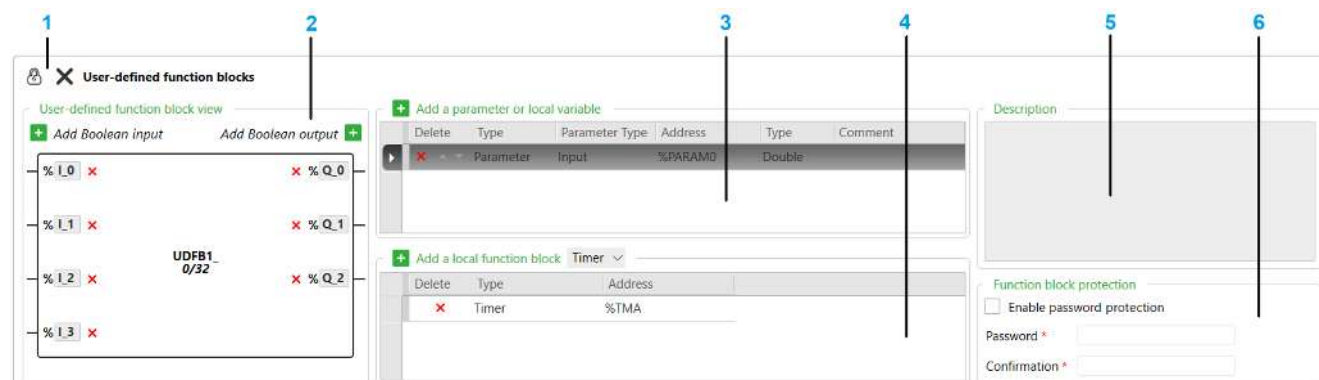 1 2 3 4 5 6
User-defined function blocks
User-defined function block view
Add Boolean input Add Boolean output
% I_0 % Q_0
% I_1 % Q_1
UDFB1_
0/32
% I_2 % Q_2
% I_3
Add a parameter or local variable
Delete Type Parameter Type Address Type Comment
Parameter Input %PARAM0 Double
Add a local function block Timer
Delete Type Address
Timer %TMA
Description
Function block protection
Enable password protection
Password *
Confirmation *